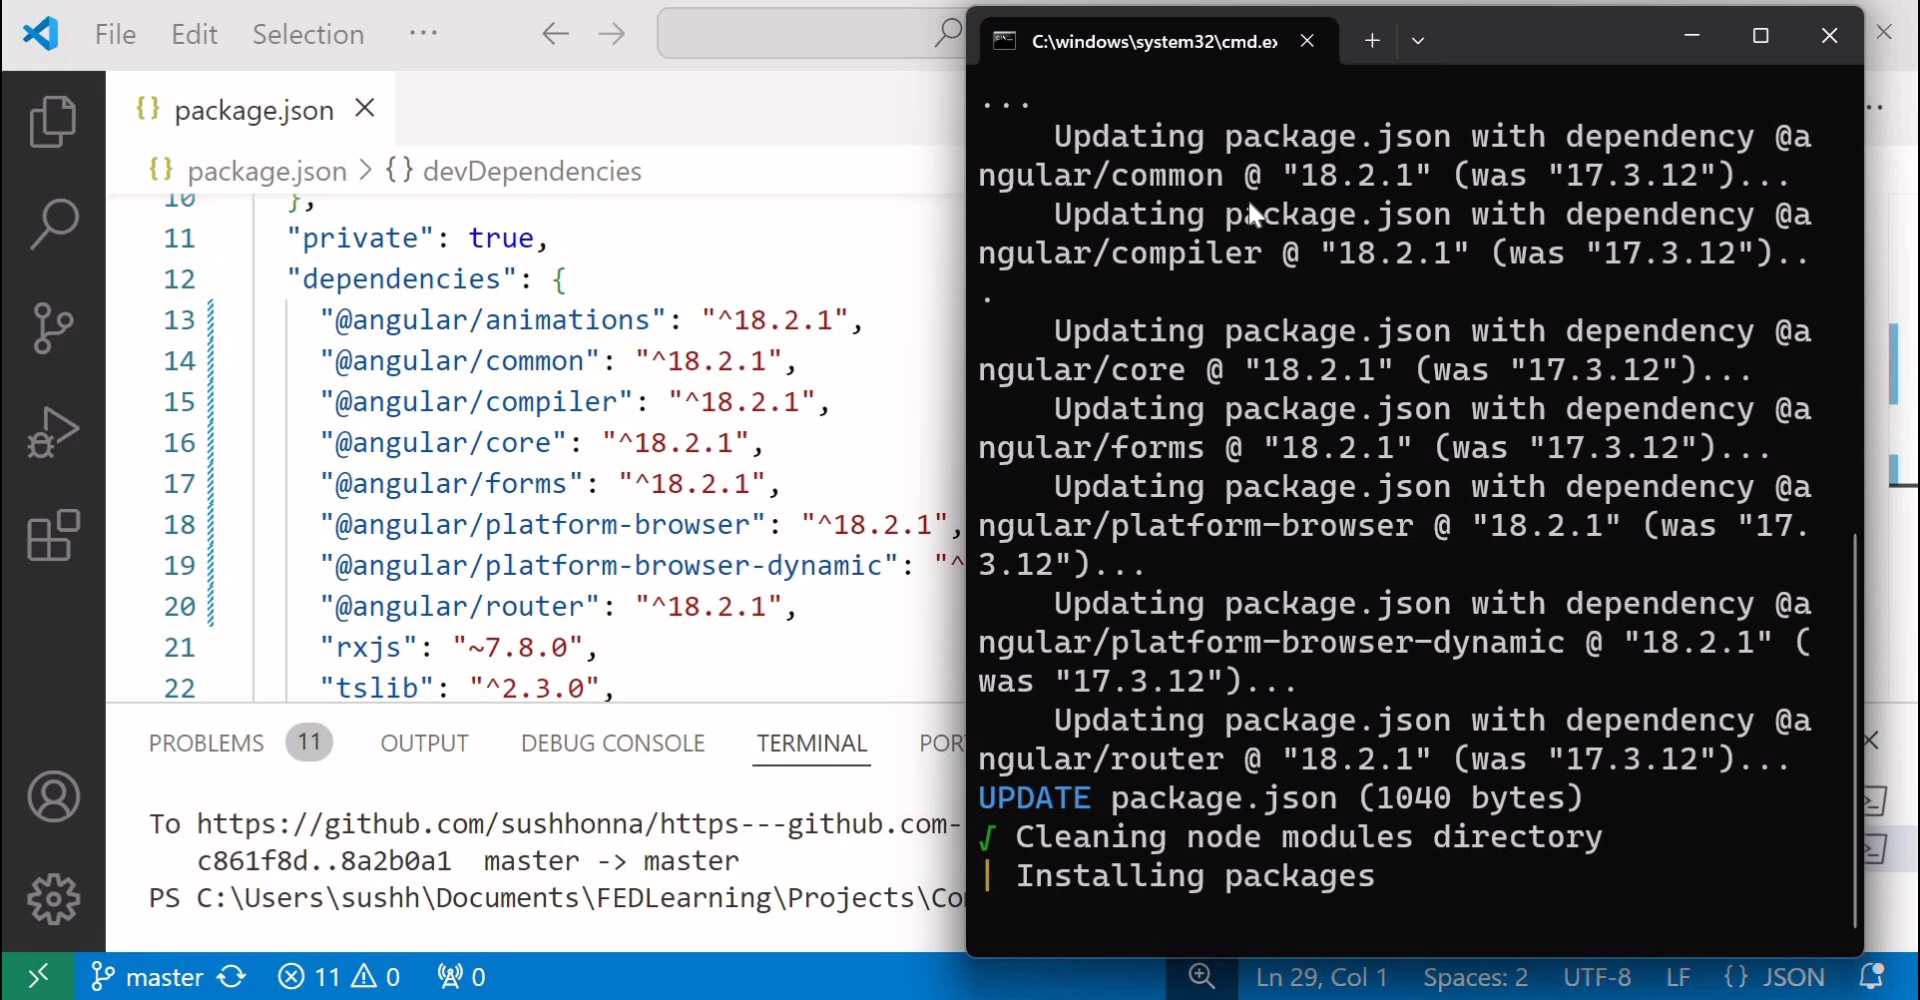 File Edit Selection ...
package.json
package.json > {} devDependencies
10 },
11 "private": true,
12 "dependencies": {
13 "@angular/animations": "^18.2.1",
14 "@angular/common": "^18.2.1",
15 "@angular/compiler": "^18.2.1",
16 "@angular/core": "^18.2.1",
17 "@angular/forms": "^18.2.1",
18 "@angular/platform-browser": "^18.2.1",
19 "@angular/platform-browser-dynamic": "^
20 "@angular/router": "^18.2.1",
21 "rxjs": "~7.8.0",
22 "tslib": "^2.3.0",
PROBLEMS 11 OUTPUT DEBUG CONSOLE TERMINAL POR
To https://github.com/sushhonna/https---github.com-
c861f8d..8a2b0a1 master -> master
PS C:\Users\sushh\Documents\FEDLearning\Projects\Co
C:\windows\system32\cmd.ex
...
Updating package.json with dependency @a
ngular/common @ "18.2.1" (was "17.3.12")...
Updating package.json with dependency @a
ngular/compiler @ "18.2.1" (was "17.3.12")..
.
Updating package.json with dependency @a
ngular/core @ "18.2.1" (was "17.3.12")...
Updating package.json with dependency @a
ngular/forms @ "18.2.1" (was "17.3.12")...
Updating package.json with dependency @a
ngular/platform-browser @ "18.2.1" (was "17.
3.12")...
Updating package.json with dependency @a
ngular/platform-browser-dynamic @ "18.2.1" (
was "17.3.12")...
Updating package.json with dependency @a
ngular/router @ "18.2.1" (was "17.3.12")...
UPDATE package.json (1040 bytes)
√ Cleaning node modules directory
| Installing packages
master 11 0 0 Ln 29, Col 1 Spaces: 2 UTF-8 LF {} JSON